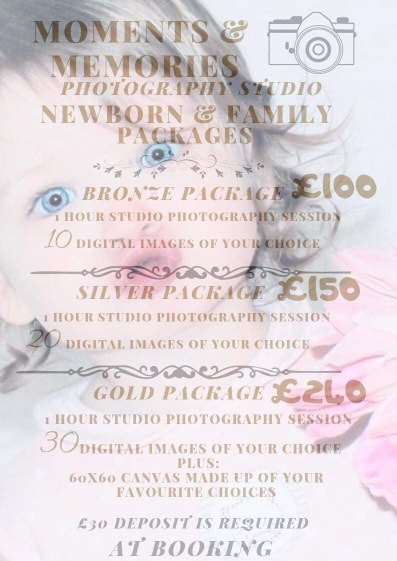 MOMENTS &
MEMORIES
PHOTOGRAPHY STUDIO
NEWBORN & FAMILY
PACKAGES
BRONZE PACKAGE £100
1 HOUR STUDIO PHOTOGRAPHY SESSION
10 DIGITAL IMAGES OF YOUR CHOICE
SILVER PACKAGE £150
1 HOUR STUDIO PHOTOGRAPHY SESSION
20 DIGITAL IMAGES OF YOUR CHOICE
GOLD PACKAGE £240
1 HOUR STUDIO PHOTOGRAPHY SESSION
30 DIGITAL IMAGES OF YOUR CHOICE
PLUS:
60X60 CANVAS MADE UP OF YOUR
FAVOURITE CHOICES
£30 DEPOSIT IS REQUIRED
AT BOOKING